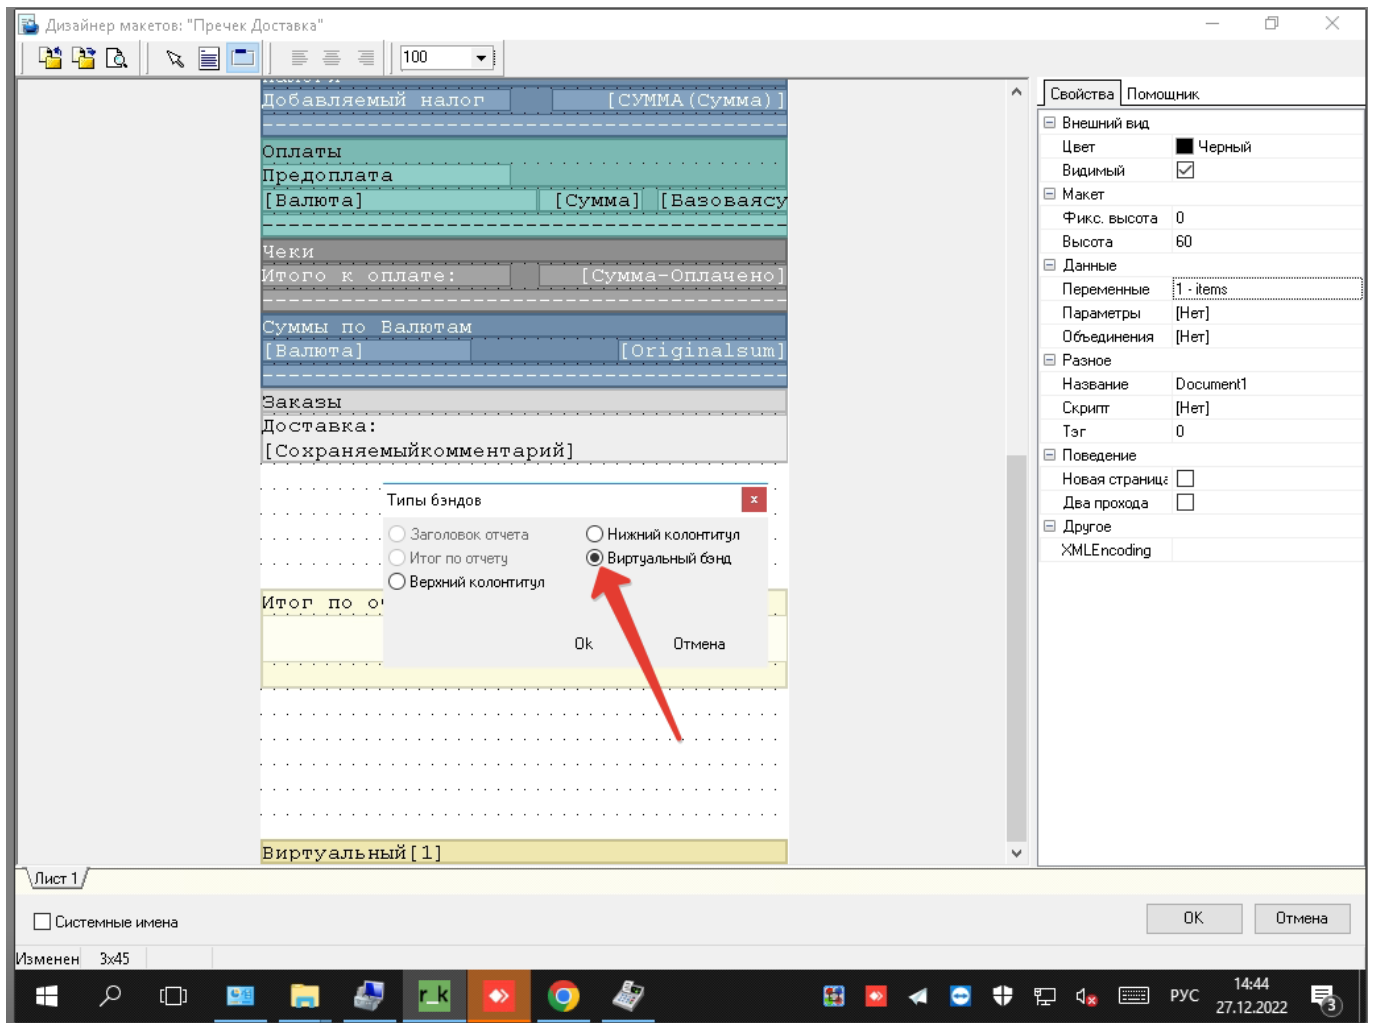 Дизайнер макетов: "Пречек Доставка"
100
Добавляемый налог [СУММА(Сумма)]
Оплаты
Предоплата
[Валюта] [Сумма] [Базоваясу
Чеки
Итого к оплате: [Сумма-Оплачено]
Суммы по Валютам
[Валюта] [Originalsum]
Заказы
Доставка:
[Сохраняемыйкомментарий]
Типы бэндов
Заголовок отчета
Нижний колонтитул
Итог по отчету
Виртуальный бэнд
Верхний колонтитул
Ok Отмена
Итог по о
Виртуальный[1]
Свойства Помощник
Внешний вид
Цвет Черный
Видимый
Макет
Фикс. высота 0
Высота 60
Данные
Переменные 1 - items
Параметры [Нет]
Объединения [Нет]
Разное
Название Document1
Скрипт [Нет]
Тэг 0
Поведение
Новая страница
Два прохода
Другое
XMLEncoding
Лист 1
Системные имена
OK Отмена
Изменен 3x45
r_k
РУС
14:44
27.12.2022
3